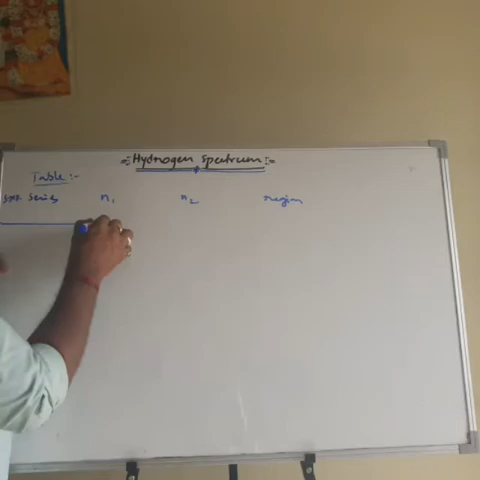 Hydrogen Spectrum
Table :-
Series n₁ n₂ region